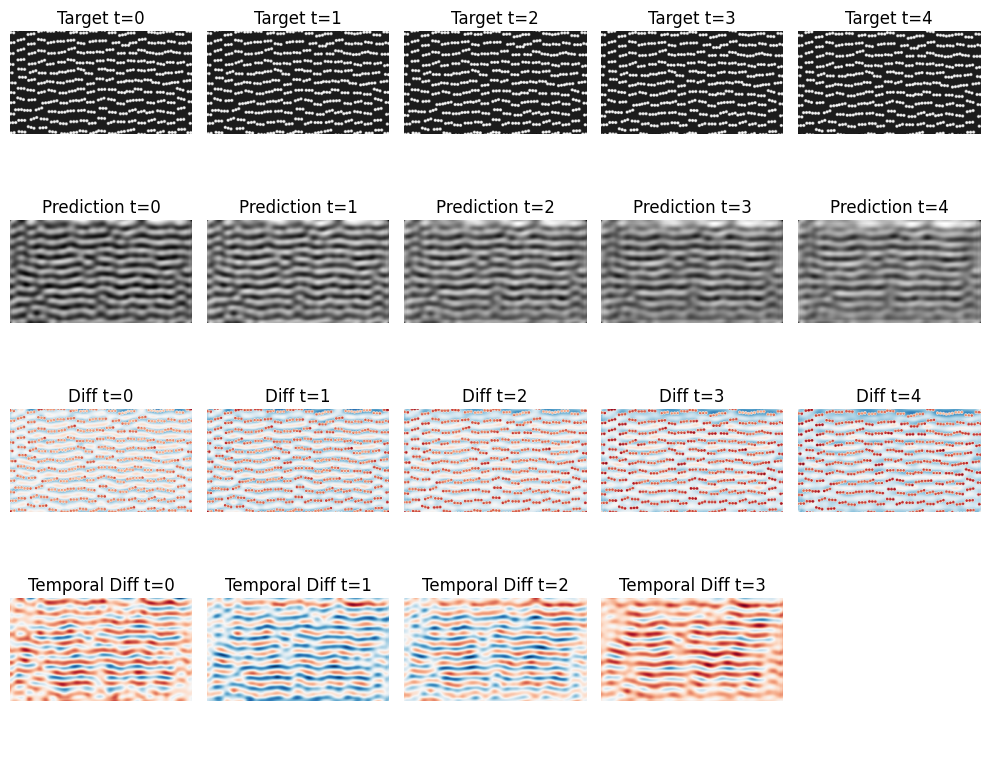 Target t=0 Target t=1 Target t=2 Target t=3 Target t=4
Prediction t=0 Prediction t=1 Prediction t=2 Prediction t=3 Prediction t=4
Diff t=0 Diff t=1 Diff t=2 Diff t=3 Diff t=4
Temporal Diff t=0 Temporal Diff t=1 Temporal Diff t=2 Temporal Diff t=3